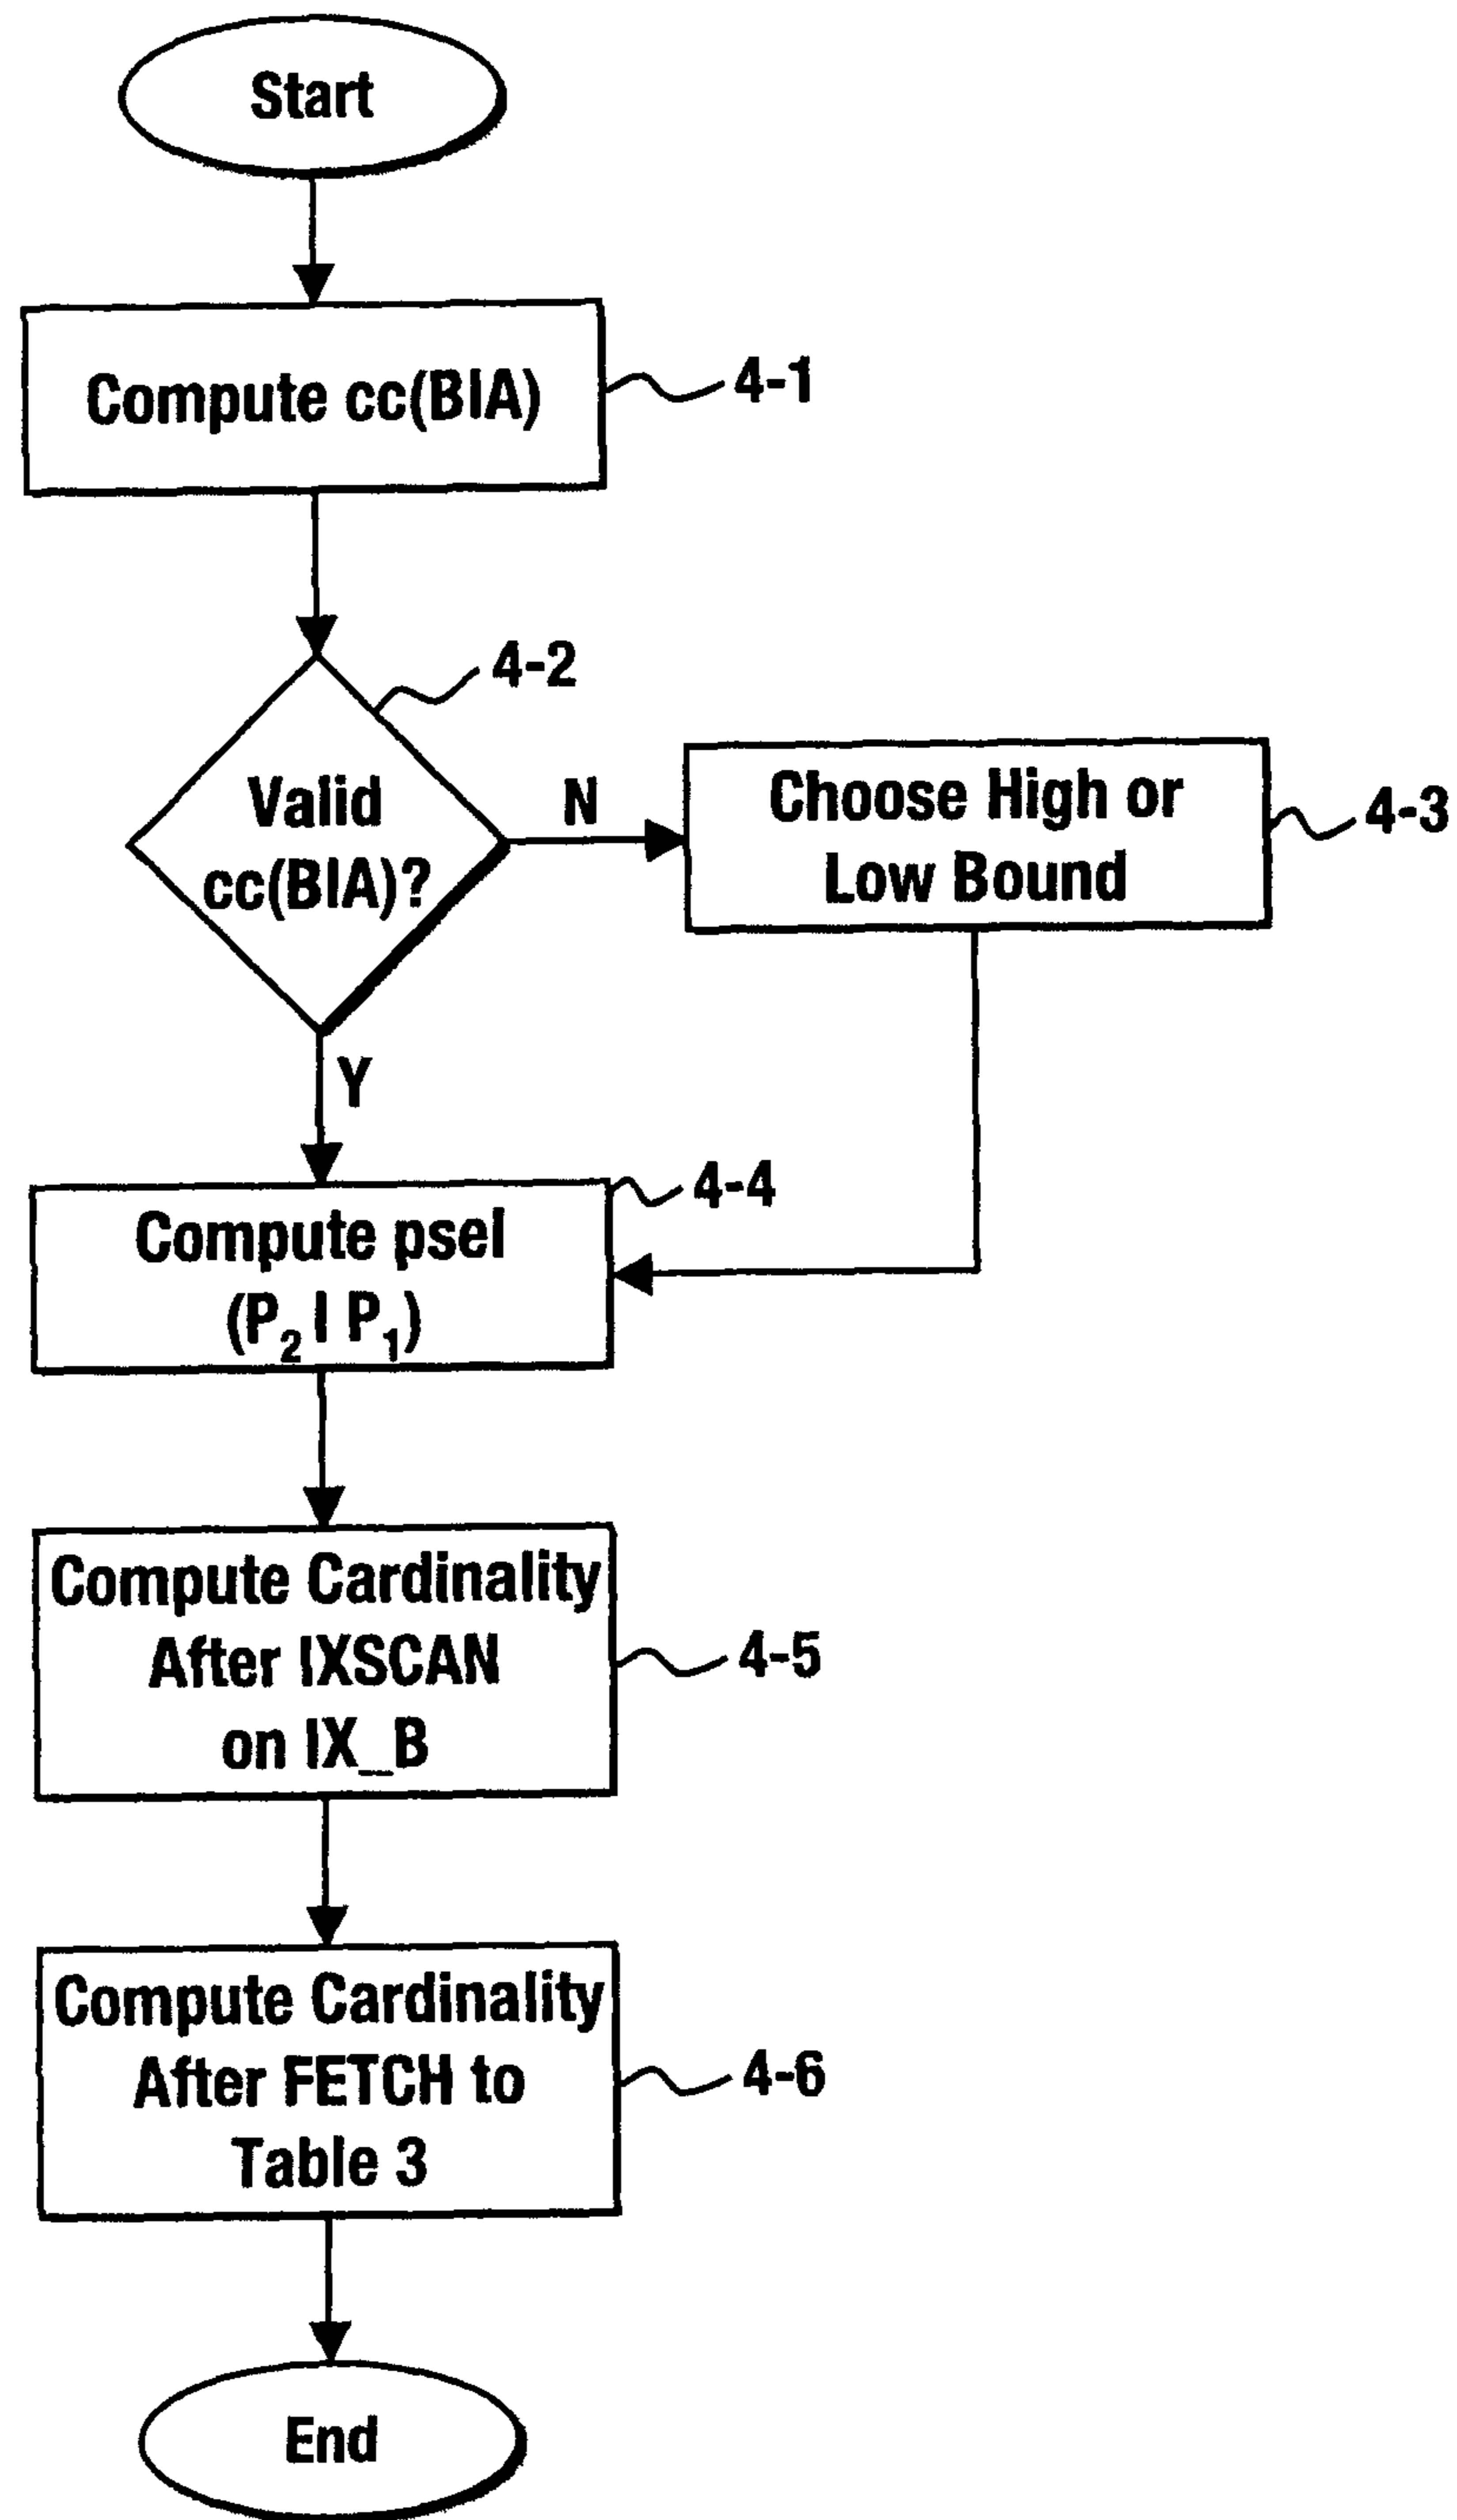 Start
Compute cc(BIA)
4-1
4-2
Valid
cc(BIA)?
N
Choose High or
Low Bound
4-3
Y
4-4
Compute psel
(P₂ I P₁)
Compute Cardinality
After IXSCAN
on IX_B
4-5
Compute Cardinality
After FETCH to
Table 3
4-6
End